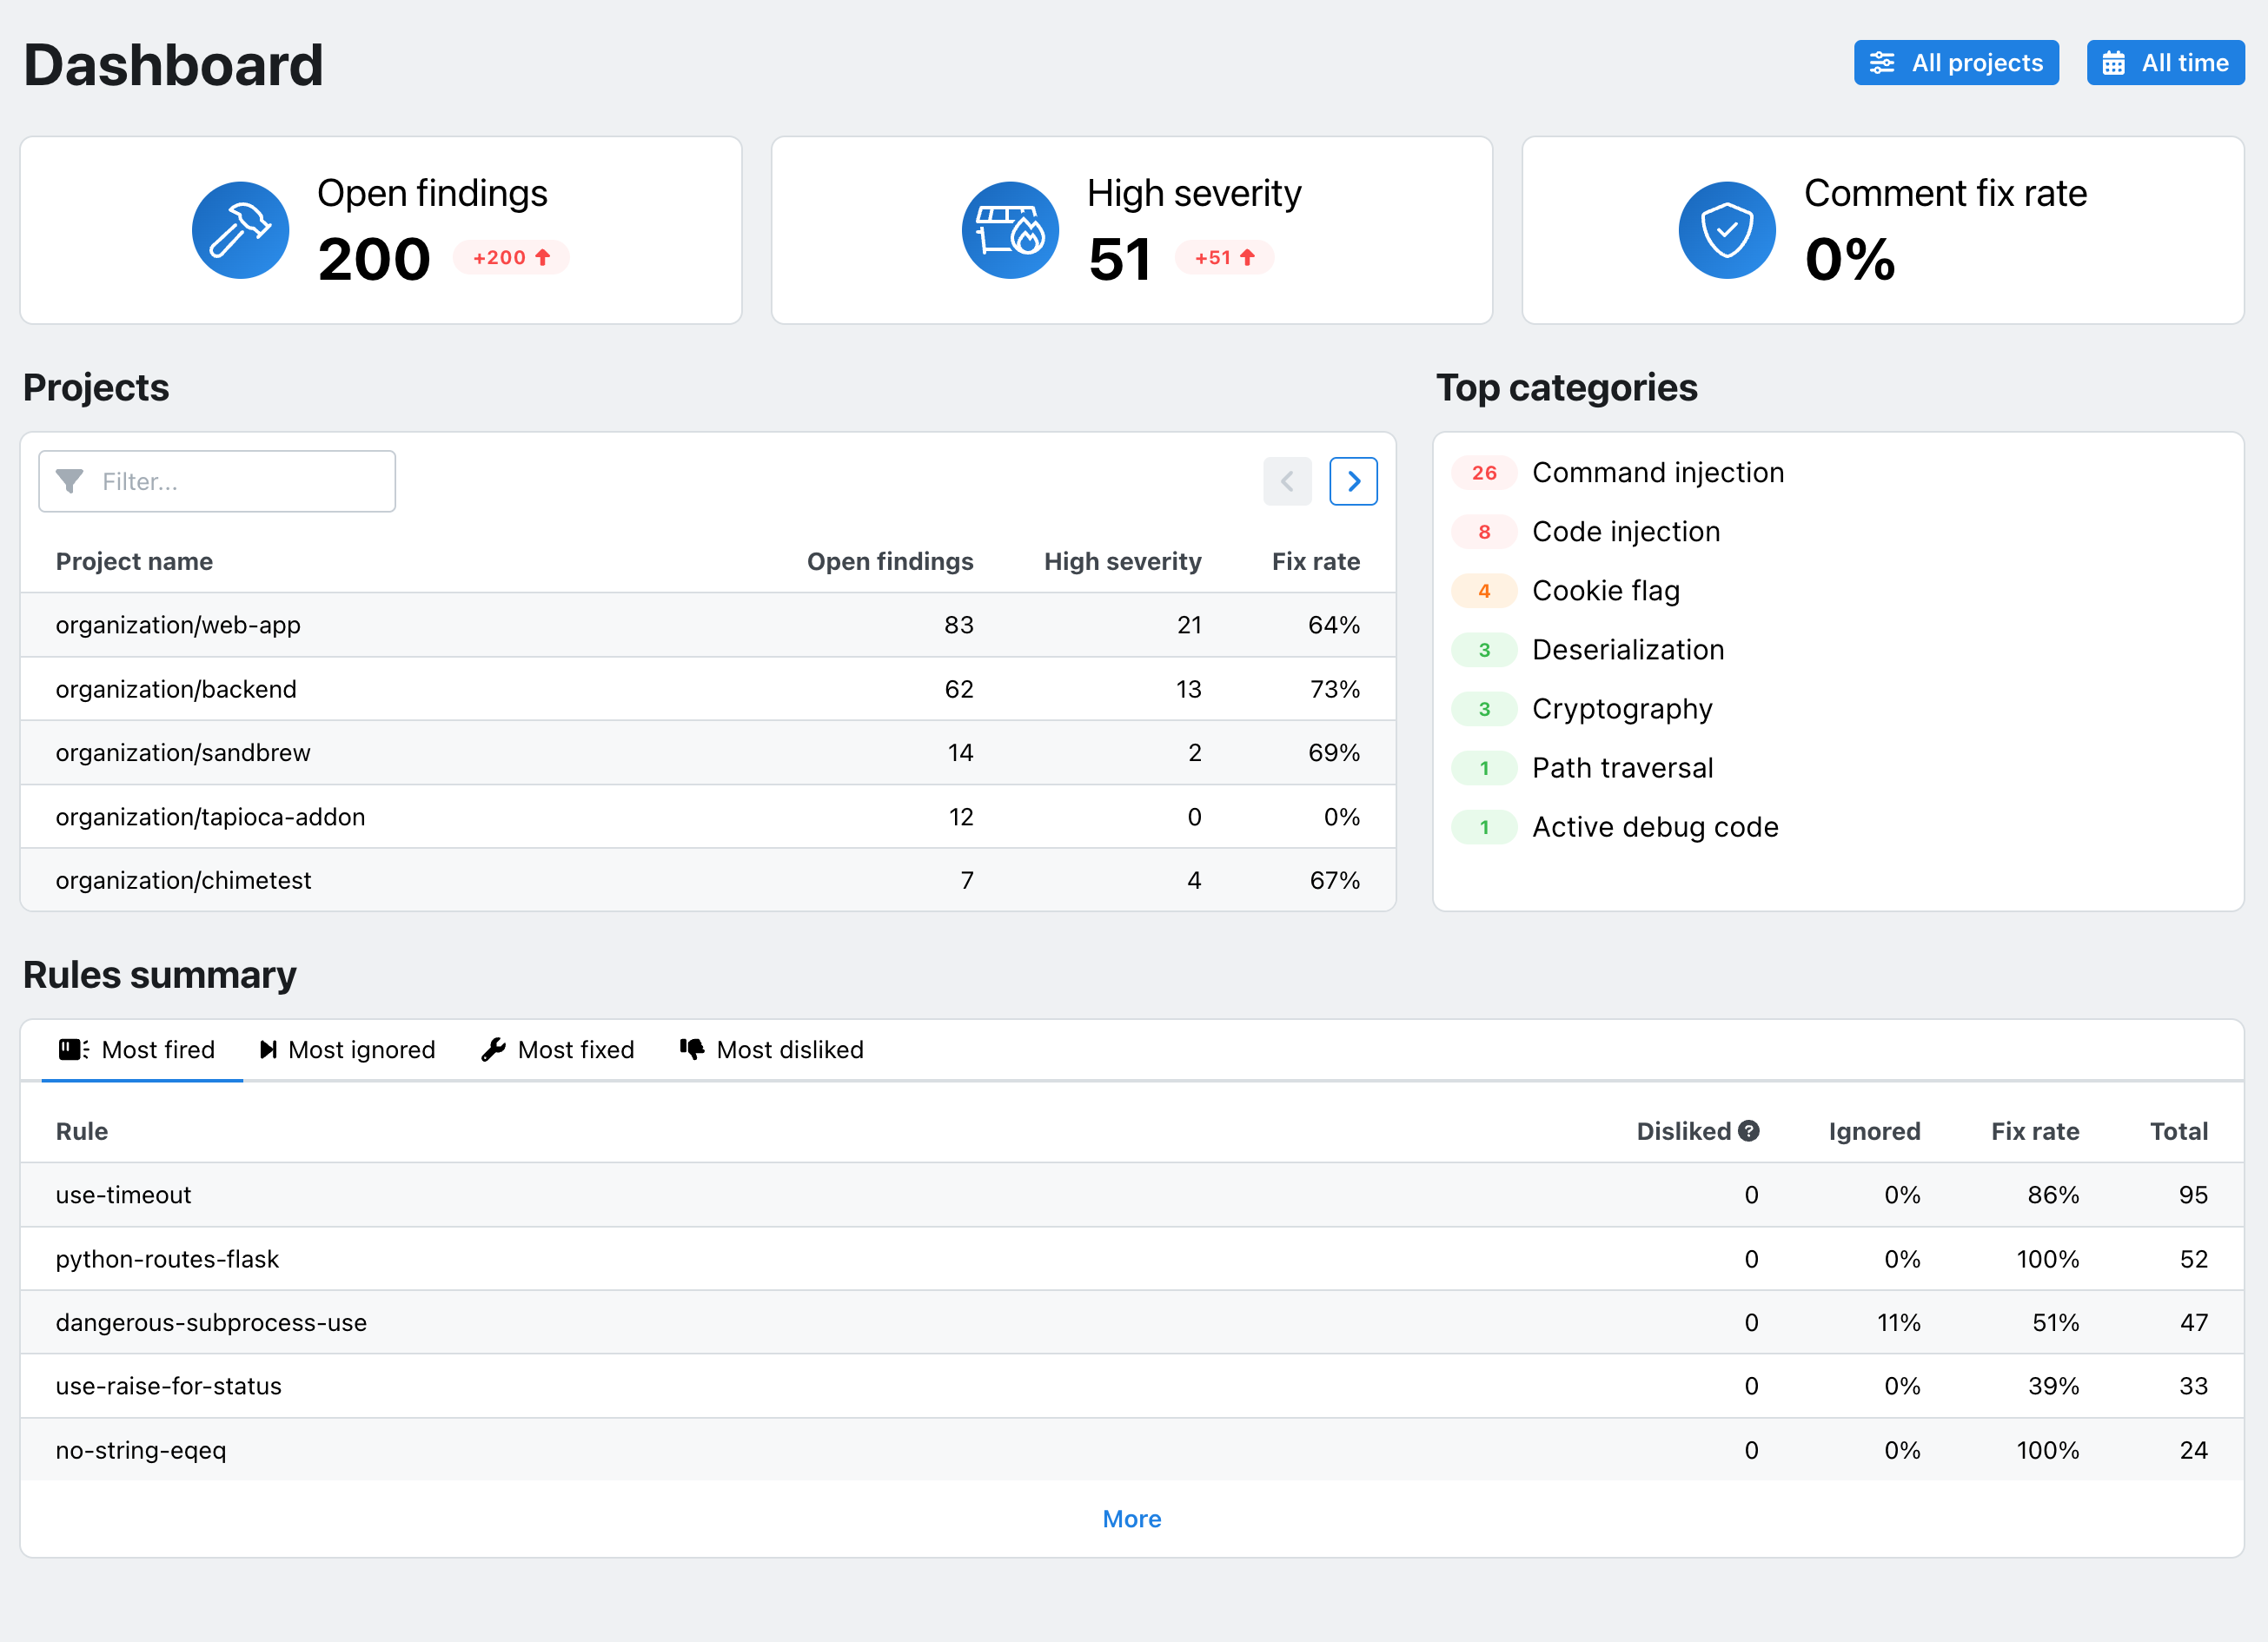 Dashboard
All projects
All time
Open findings
200 +200
High severity
51 +51
Comment fix rate
0%
Projects
Filter...
Project name Open findings High severity Fix rate
organization/web-app 83 21 64%
organization/backend 62 13 73%
organization/sandbrew 14 2 69%
organization/tapioca-addon 12 0 0%
organization/chimetest 7 4 67%
Top categories
26 Command injection
8 Code injection
4 Cookie flag
3 Deserialization
3 Cryptography
1 Path traversal
1 Active debug code
Rules summary
Most fired Most ignored Most fixed Most disliked
Rule Disliked ? Ignored Fix rate Total
use-timeout 0 0% 86% 95
python-routes-flask 0 0% 100% 52
dangerous-subprocess-use 0 11% 51% 47
use-raise-for-status 0 0% 39% 33
no-string-eqeq 0 0% 100% 24
More